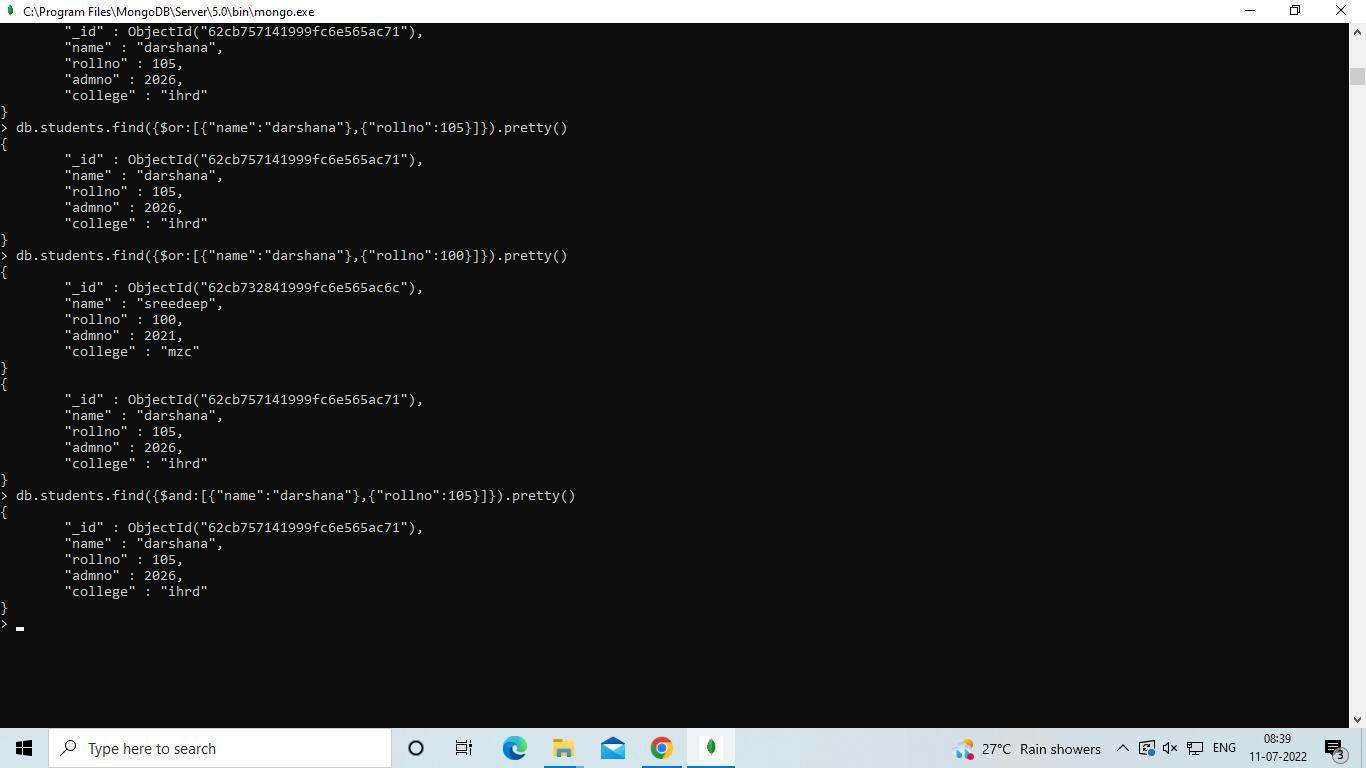 C:\Program Files\MongoDB\Server\5.0\bin\mongo.exe
        "_id" : ObjectId("62cb757141999fc6e565ac71"),
        "name" : "darshana",
        "rollno" : 105,
        "admno" : 2026,
        "college" : "ihrd"
}
> db.students.find({$or:[{"name":"darshana"},{"rollno":105}]}).pretty()
{
        "_id" : ObjectId("62cb757141999fc6e565ac71"),
        "name" : "darshana",
        "rollno" : 105,
        "admno" : 2026,
        "college" : "ihrd"
}
> db.students.find({$or:[{"name":"darshana"},{"rollno":100}]}).pretty()
{
        "_id" : ObjectId("62cb732841999fc6e565ac6c"),
        "name" : "sreedeep",
        "rollno" : 100,
        "admno" : 2021,
        "college" : "mzc"
}
{
        "_id" : ObjectId("62cb757141999fc6e565ac71"),
        "name" : "darshana",
        "rollno" : 105,
        "admno" : 2026,
        "college" : "ihrd"
}
> db.students.find({$and:[{"name":"darshana"},{"rollno":105}]}).pretty()
{
        "_id" : ObjectId("62cb757141999fc6e565ac71"),
        "name" : "darshana",
        "rollno" : 105,
        "admno" : 2026,
        "college" : "ihrd"
}
>
Type here to search
27°C Rain showers
ENG
08:39
11-07-2022
3